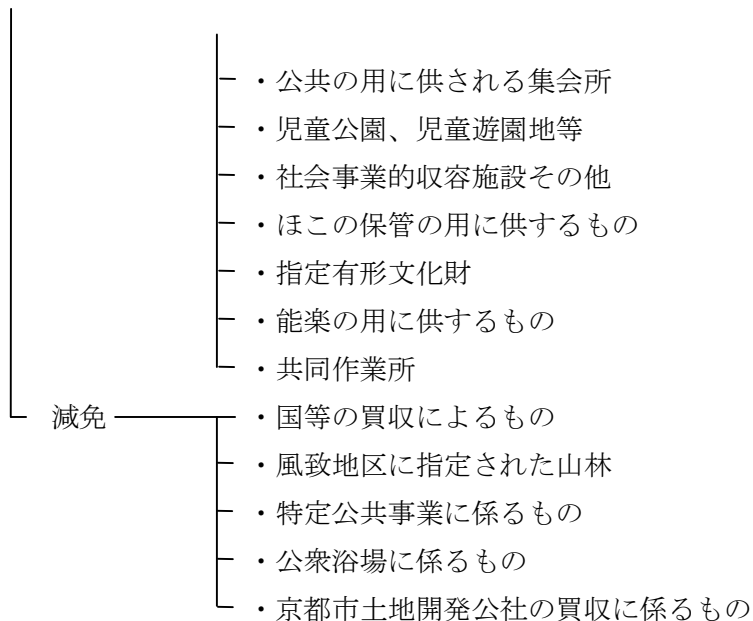 ・公共の用に供される集会所
・児童公園、児童遊園地等
・社会事業的収容施設その他
・ほこの保管の用に供するもの
・指定有形文化財
・能楽の用に供するもの
・共同作業所
減免 ・国等の買収によるもの
・風致地区に指定された山林
・特定公共事業に係るもの
・公衆浴場に係るもの
・京都市土地開発公社の買収に係るもの